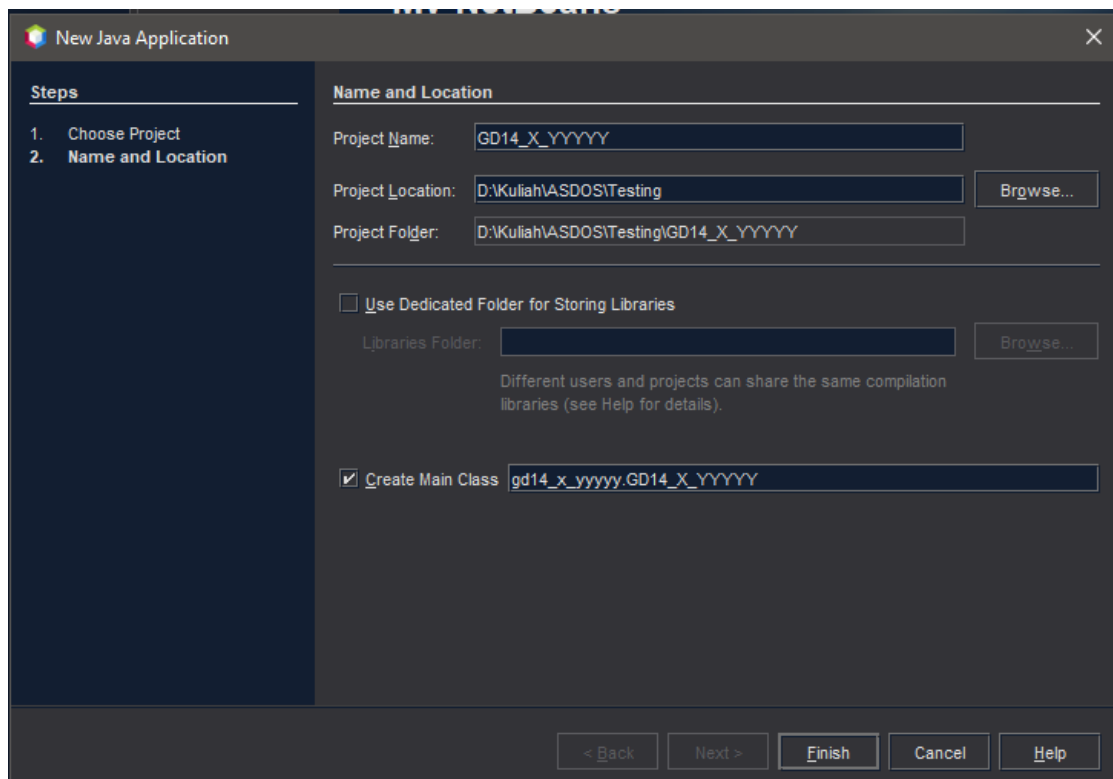 My NetBeans
New Java Application
Steps
1. Choose Project
2. Name and Location
Name and Location
Project Name: GD14_X_YYYYY
Project Location: D:\Kuliah\ASDOS\Testing Browse...
Project Folder: D:\Kuliah\ASDOS\Testing\GD14_X_YYYYY
Use Dedicated Folder for Storing Libraries
Libraries Folder: Browse...
Different users and projects can share the same compilation
libraries (see Help for details).
Create Main Class gd14_x_yyyyy.GD14_X_YYYYY
< Back Next > Finish Cancel Help